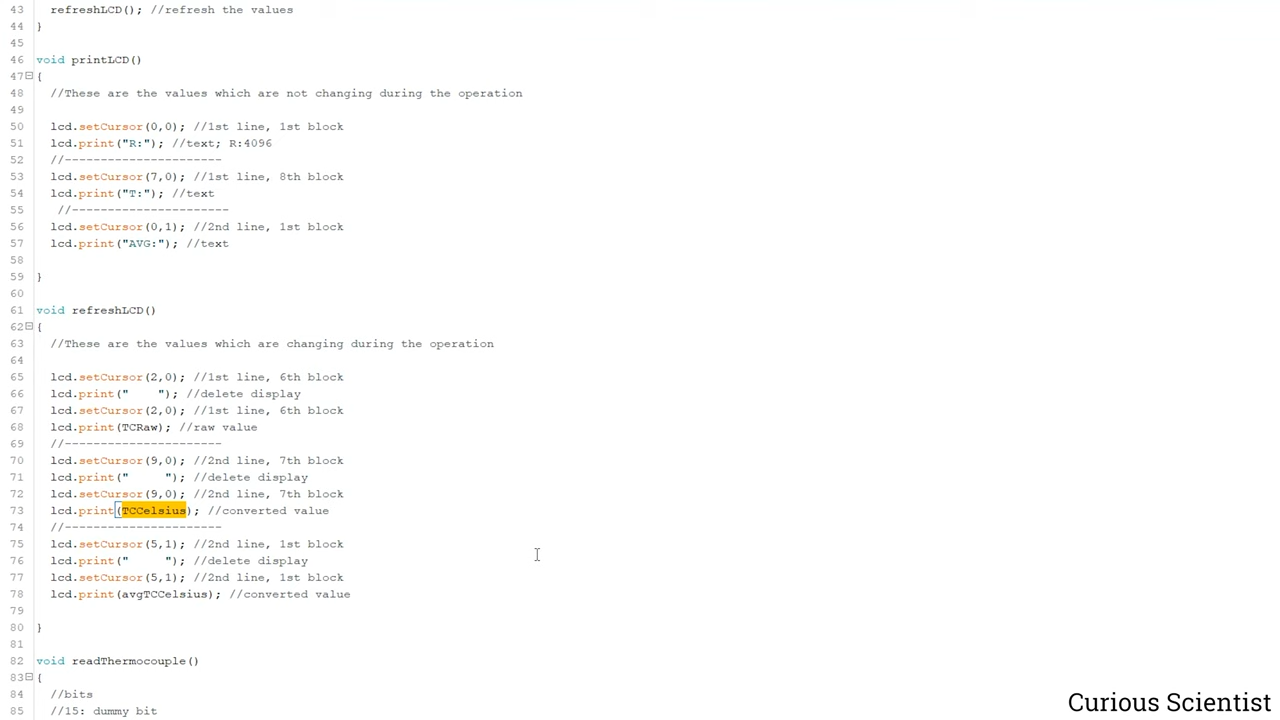 43 refreshLCD(); //refresh the values
44 }
45
46 void printLCD()
47 {
48 //These are the values which are not changing during the operation
49
50 lcd.setCursor(0,0); //1st line, 1st block
51 lcd.print("R:"); //text; R:4096
52 //----------------------
53 lcd.setCursor(7,0); //1st line, 8th block
54 lcd.print("T:"); //text
55 //----------------------
56 lcd.setCursor(0,1); //2nd line, 1st block
57 lcd.print("AVG:"); //text
58
59 }
60
61 void refreshLCD()
62 {
63 //These are the values which are changing during the operation
64
65 lcd.setCursor(2,0); //1st line, 6th block
66 lcd.print("    "); //delete display
67 lcd.setCursor(2,0); //1st line, 6th block
68 lcd.print(TCRaw); //raw value
69 //----------------------
70 lcd.setCursor(9,0); //2nd line, 7th block
71 lcd.print("     "); //delete display
72 lcd.setCursor(9,0); //2nd line, 7th block
73 lcd.print(TCCelsius); //converted value
74 //----------------------
75 lcd.setCursor(5,1); //2nd line, 1st block
76 lcd.print("     "); //delete display
77 lcd.setCursor(5,1); //2nd line, 1st block
78 lcd.print(avgTCCelsius); //converted value
79
80 }
81
82 void readThermocouple()
83 {
84 //bits
85 //15: dummy bit
Curious Scientist